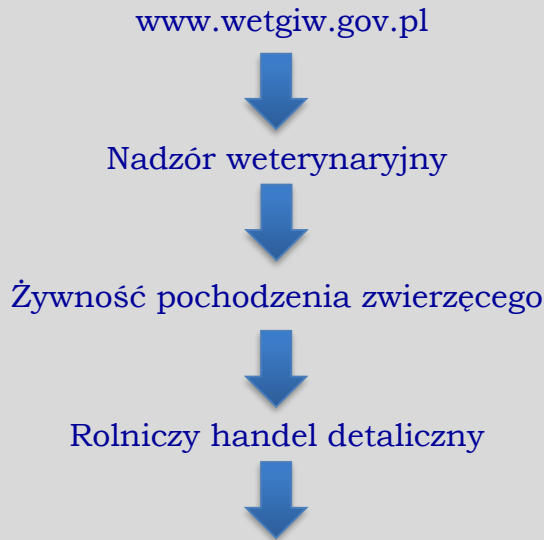 www.wetgiw.gov.pl
Nadzór weterynaryjny
Żywność pochodzenia zwierzęcego
Rolniczy handel detaliczny